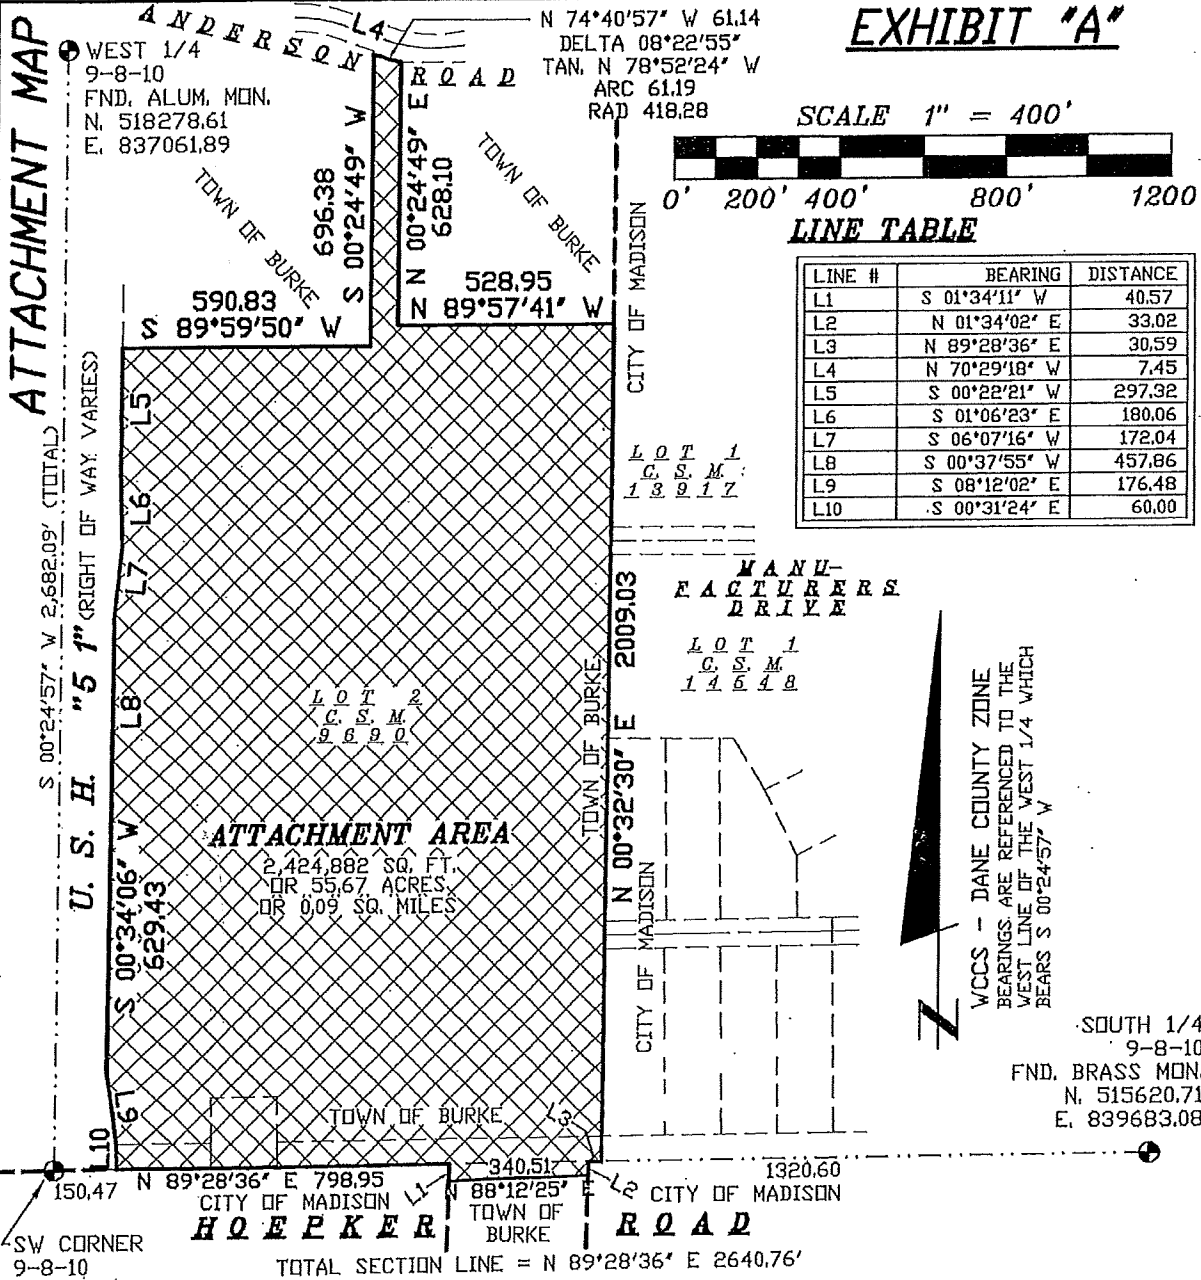 ATTACHMENT MAP
EXHIBIT "A"
ANDERSON
ROAD
L4
N 74°40'57" W 61.14
DELTA 08°22'55"
TAN. N 78°52'24" W
ARC 61.19
RAD 418.28
WEST 1/4
9-8-10
FND. ALUM. MON.
N. 518278.61
E. 837061.89
SCALE 1" = 400'
0' 200' 400' 800' 1200
TOWN OF BURKE
696.38
S 00°24'49" W
N 00°24'49" E
628.10
TOWN OF BURKE
CITY OF MADISON
590.83
S 89°59'50" W
528.95
N 89°57'41" W
LINE TABLE
LINE # BEARING DISTANCE
L1 S 01°34'11" W 40.57
L2 N 01°34'02" E 33.02
L3 N 89°28'36" E 30.59
L4 N 70°29'18" W 7.45
L5 S 00°22'21" W 297.32
L6 S 01°06'23" E 180.06
L7 S 06°07'16" W 172.04
L8 S 00°37'55" W 457.86
L9 S 08°12'02" E 176.48
L10 S 00°31'24" E 60.00
S 00°24'57" W 2,682.09' (TOTAL)
U. S. H. "5 1" (RIGHT OF WAY VARIES)
L5
L6
L7
L8
LOT 1
C. S. M.
13917
MANU-
FACTURERS
DRIVE
LOT 1
C. S. M.
14648
LOT 2
C. S. M.
9690
TOWN OF BURKE
N 00°32'30" E 2009.03
ATTACHMENT AREA
2,424,882 SQ. FT.
OR 55.67 ACRES
OR 0.09 SQ. MILES
S 00°34'06" W
629.43
CITY OF MADISON
WCCS - DANE COUNTY ZONE
BEARINGS ARE REFERENCED TO THE
WEST LINE OF THE WEST 1/4 WHICH
BEARS S 00°24'57" W
N
SOUTH 1/4
9-8-10
FND. BRASS MON.
N. 515620.71
E. 839683.08
L9
L10
TOWN OF BURKE
L3
150.47
N 89°28'36" E 798.95
CITY OF MADISON
L1
340.51
N 88°12'25" E
TOWN OF
BURKE
L2
1320.60
CITY OF MADISON
HOEPKER
ROAD
SW CORNER
9-8-10
TOTAL SECTION LINE = N 89°28'36" E 2640.76'